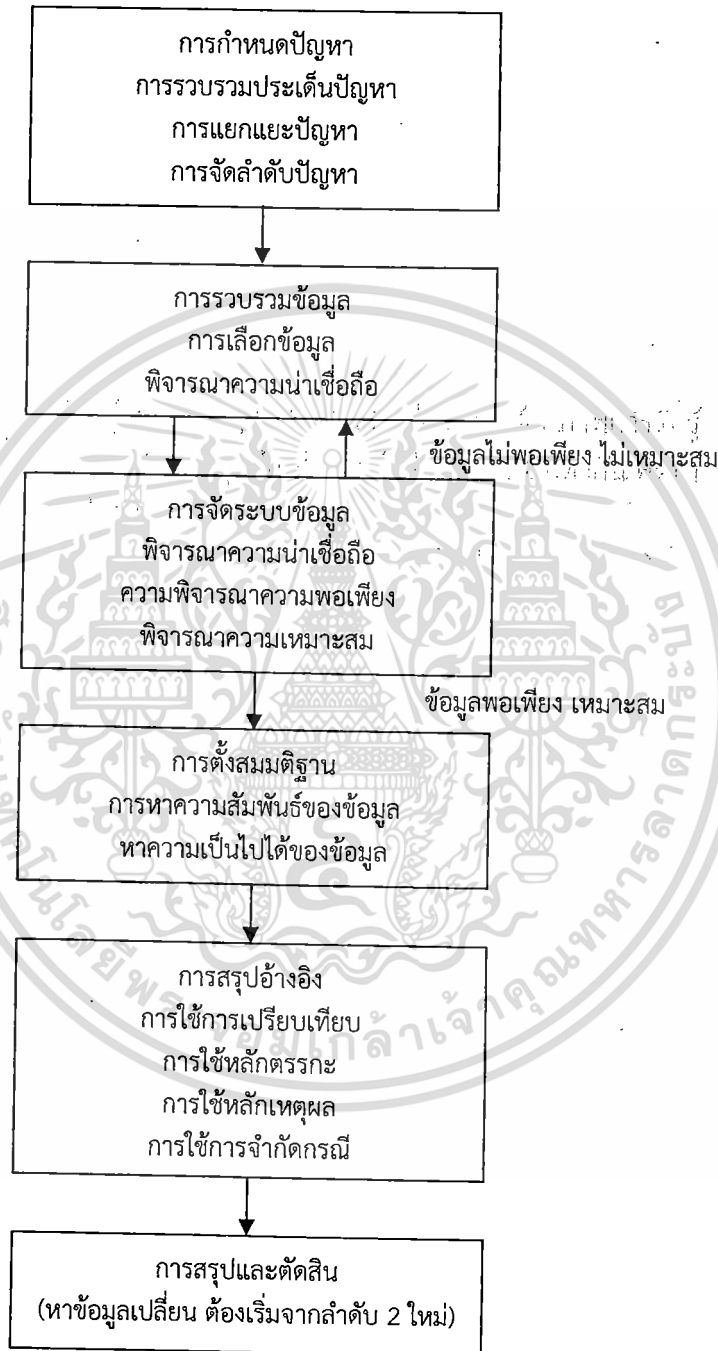 การกำหนดปัญหา
การรวบรวมประเด็นปัญหา
การแยกแยะปัญหา
การจัดลำดับปัญหา
การรวบรวมข้อมูล
การเลือกข้อมูล
พิจารณาความน่าเชื่อถือ
ข้อมูลไม่พอเพียง ไม่เหมาะสม
การจัดระบบข้อมูล
พิจารณาความน่าเชื่อถือ
ความพิจารณาความพอเพียง
พิจารณาความเหมาะสม
ข้อมูลพอเพียง เหมาะสม
การตั้งสมมติฐาน
การหาความสัมพันธ์ของข้อมูล
หาความเป็นไปได้ของข้อมูล
การสรุปอ้างอิง
การใช้การเปรียบเทียบ
การใช้หลักตรรกะ
การใช้หลักเหตุผล
การใช้การจำกัดกรณี
การสรุปและตัดสิน
(หาข้อมูลเปลี่ยน ต้องเริ่มจากลำดับ 2 ใหม่)